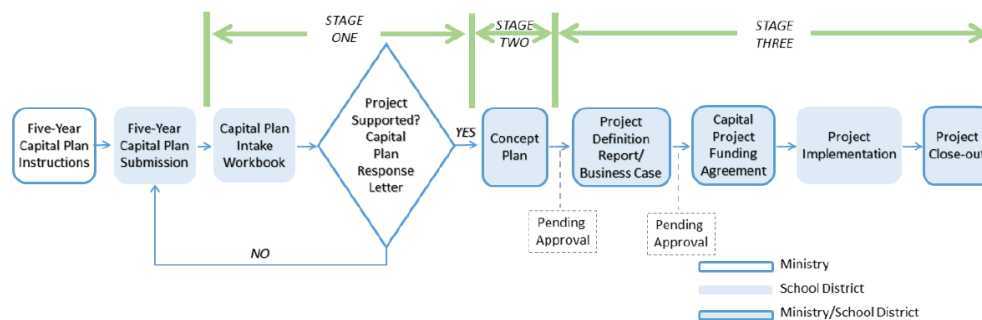 STAGE
ONE
STAGE
TWO
STAGE
THREE
Five-Year
Capital Plan
Instructions
Five-Year
Capital Plan
Submission
Capital Plan
Intake
Workbook
Project
Supported?
Capital
Plan
Response
Letter
YES
NO
Concept
Plan
Pending
Approval
Project
Definition
Report/
Business Case
Pending
Approval
Capital
Project
Funding
Agreement
Project
Implementation
Project
Close-out
Ministry
School District
Ministry/School District